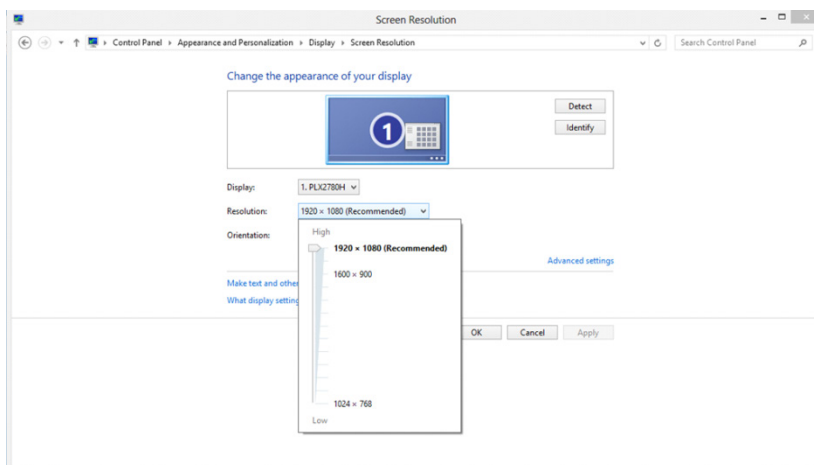 Screen Resolution
Control Panel Appearance and Personalization Display Screen Resolution
Search Control Panel
Change the appearance of your display
1
Detect
Identify
Display: 1. PLX2780H
Resolution: 1920 × 1080 (Recommended)
Orientation:
High
1920 × 1080 (Recommended)
1600 × 900
1024 × 768
Low
Advanced settings
Make text and other
What display setting
OK Cancel Apply